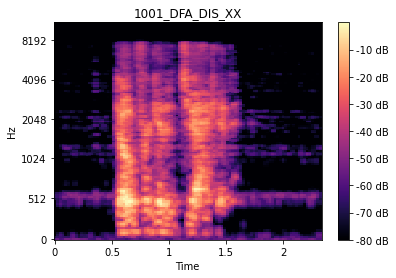 1001_DFA_DIS_XX
8192
4096
2048
1024
512
0
Hz
0
0.5
1
1.5
2
Time
-10 dB
-20 dB
-30 dB
-40 dB
-50 dB
-60 dB
-70 dB
-80 dB